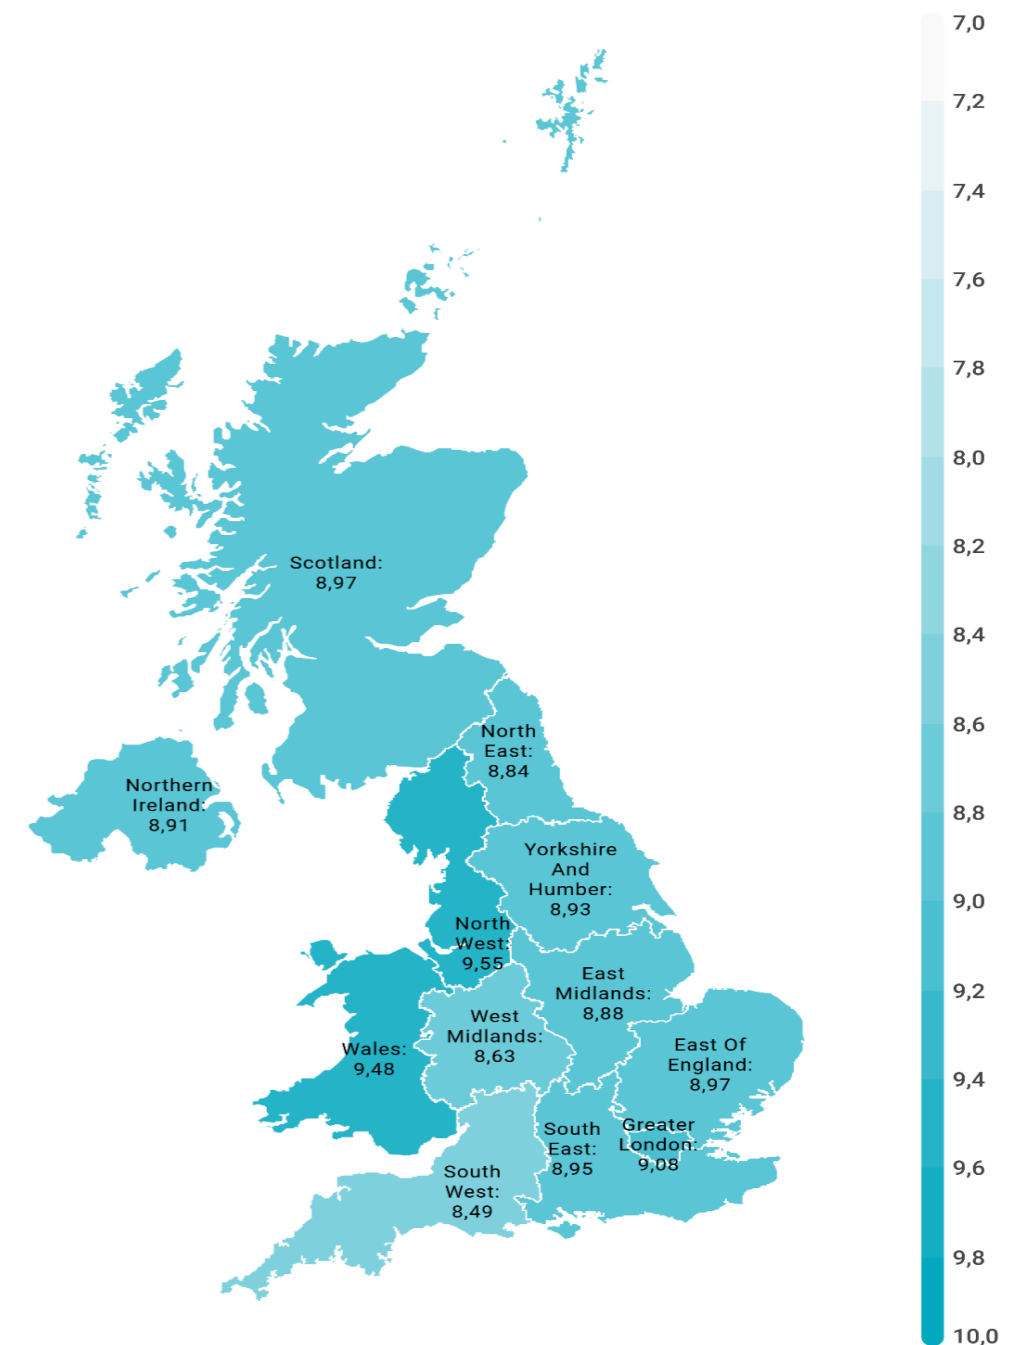 7,0
7,2
7,4
7,6
7,8
8,0
8,2
8,4
8,6
8,8
9,0
9,2
9,4
9,6
9,8
10,0
Scotland:
8,97
North
East:
8,84
Northern
Ireland:
8,91
Yorkshire
And
Humber:
8,93
North
West:
9,55
East
Midlands:
8,88
West
Midlands:
8,63
Wales:
9,48
East Of
England:
8,97
Greater
London:
9,08
South
East:
8,95
South
West:
8,49